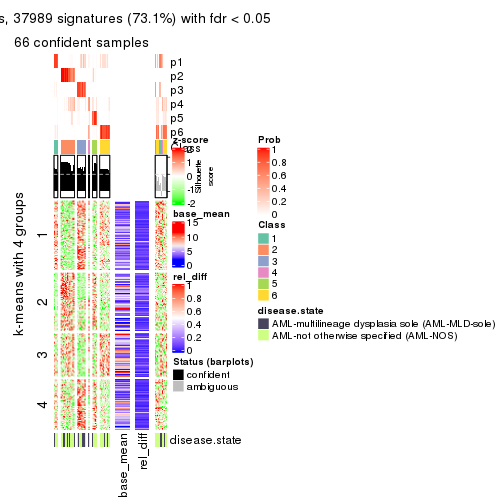 s, 37989 signatures (73.1%) with fdr < 0.05
66 confident samples
p1
p2
p3
p4
p5
p6
Class
Silhouette
score
k-means with 4 groups
1
2
3
4
disease.state
base_mean
rel_diff
z-score
2
1
0
-1
-2
base_mean
15
10
5
0
rel_diff
1
0.8
0.6
0.4
0.2
0
Status (barplots)
confident
ambiguous
Prob
1
0.8
0.6
0.4
0.2
0
Class
1
2
3
4
5
6
disease.state
AML-multilineage dysplasia sole (AML-MLD-sole)
AML-not otherwise specified (AML-NOS)